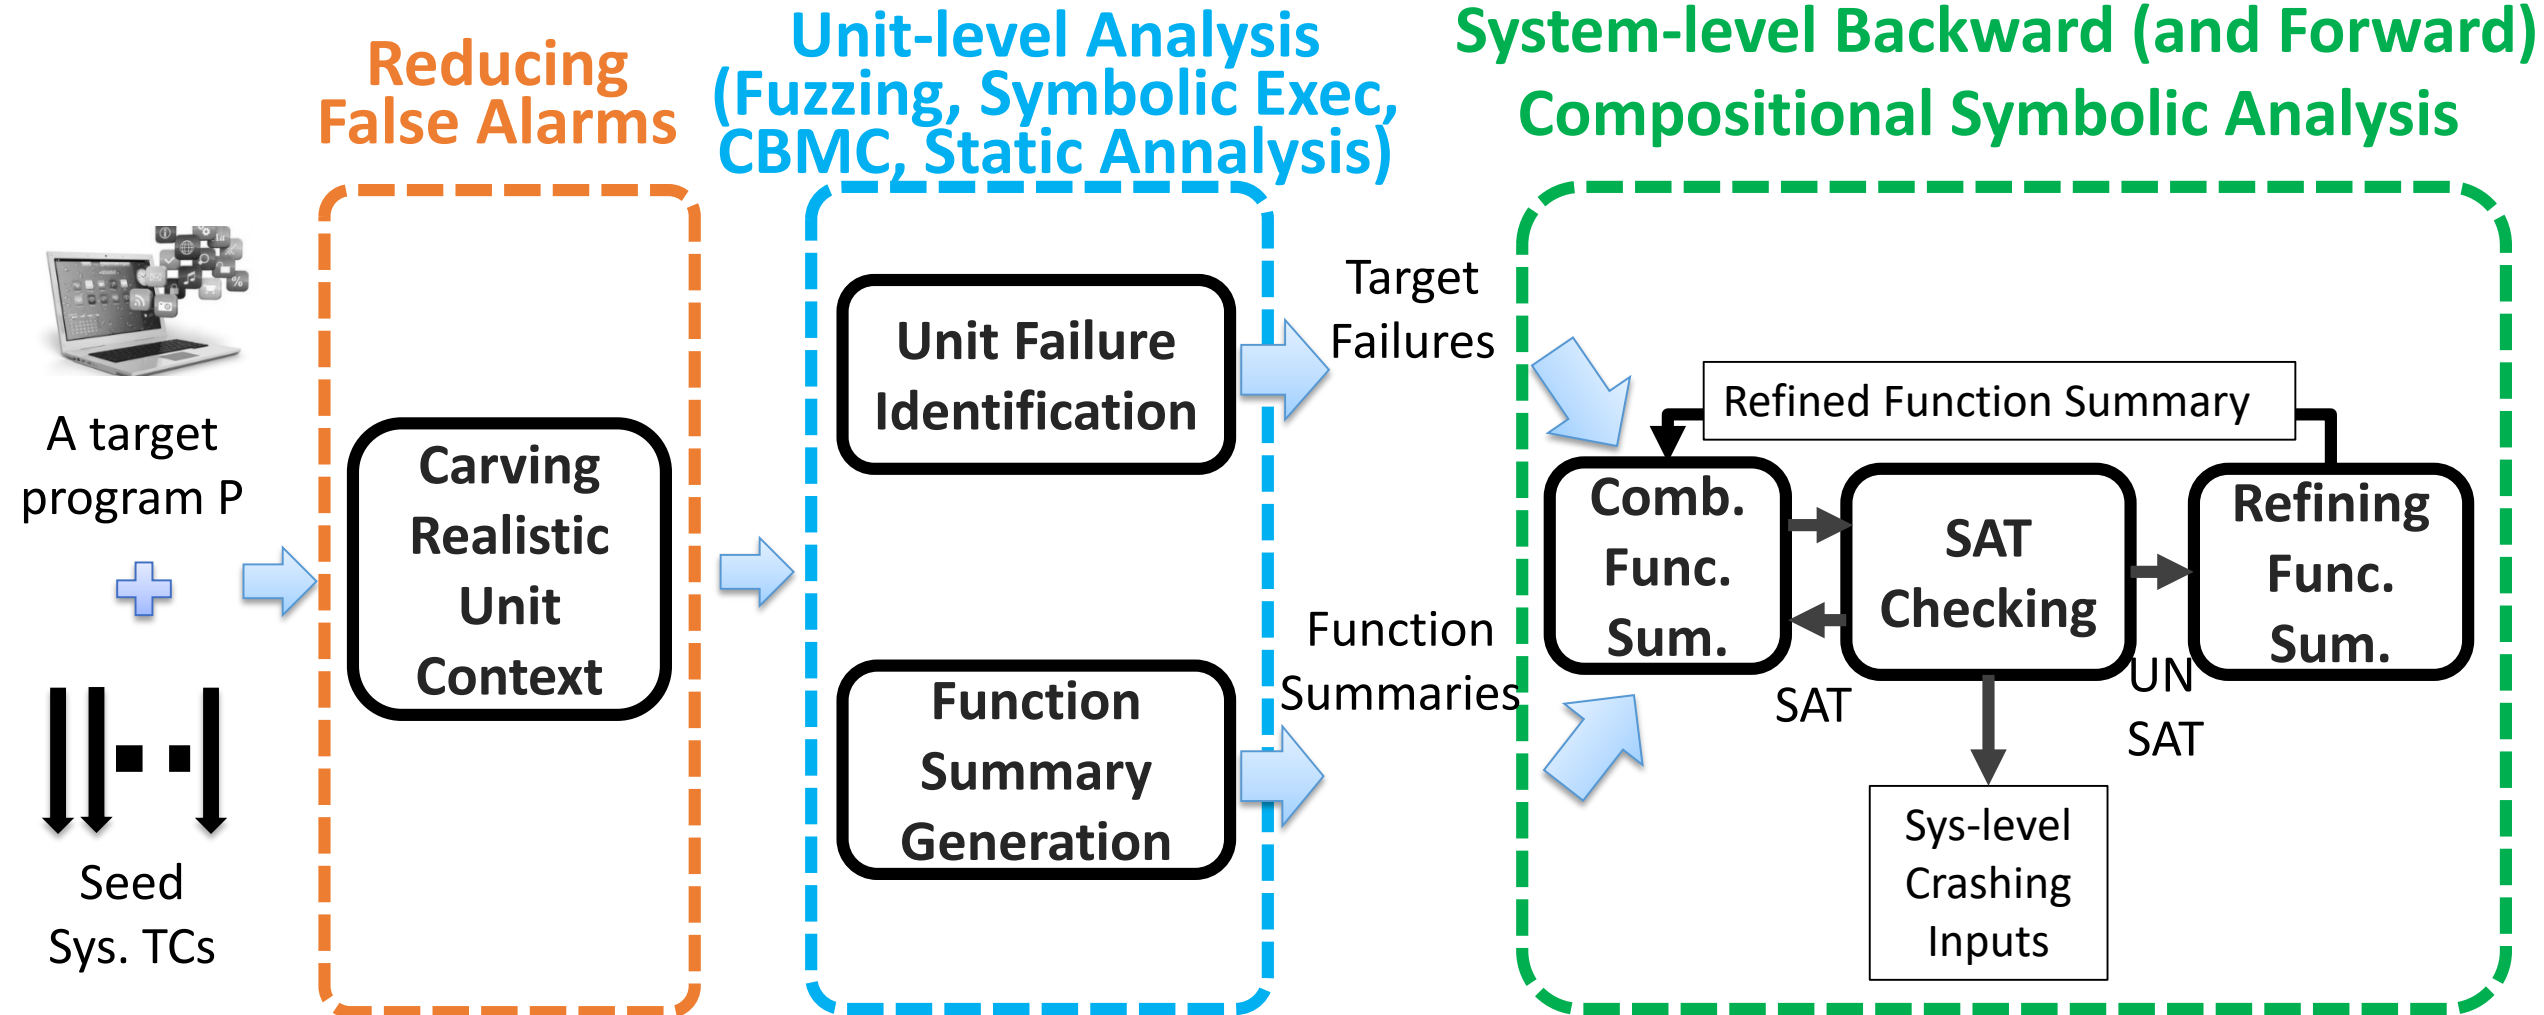 Reducing
False Alarms
Unit-level Analysis
(Fuzzing, Symbolic Exec,
CBMC, Static Annalysis)
System-level Backward (and Forward)
Compositional Symbolic Analysis
A target
program P
Seed
Sys. TCs
Carving
Realistic
Unit
Context
Unit Failure
Identification
Function
Summary
Generation
Target
Failures
Function
Summaries
Refined Function Summary
Comb.
Func.
Sum.
SAT
Checking
Refining
Func.
Sum.
SAT
UN
SAT
Sys-level
Crashing
Inputs